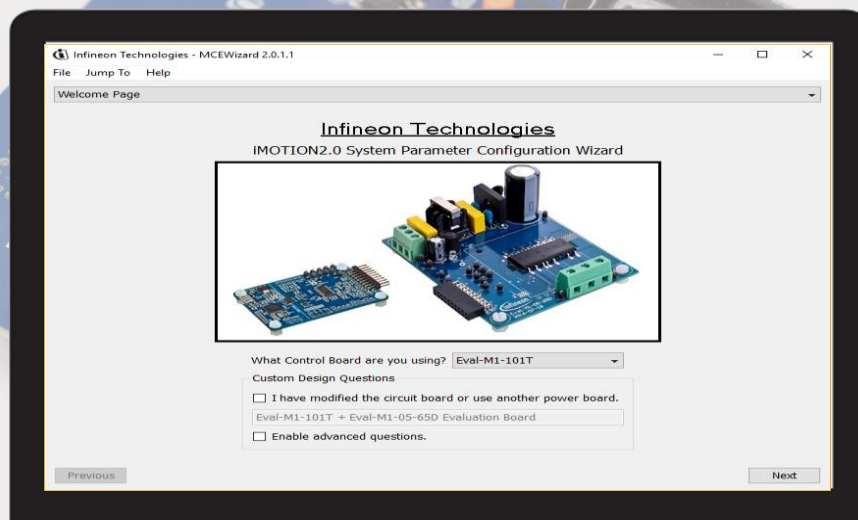 Infineon Technologies - MCEWizard 2.0.1.1
File Jump To Help
Welcome Page
Infineon Technologies
iMOTION2.0 System Parameter Configuration Wizard
What Control Board are you using? Eval-M1-101T
Custom Design Questions
I have modified the circuit board or use another power board.
Eval-M1-101T + Eval-M1-05-65D Evaluation Board
Enable advanced questions.
Previous
Next